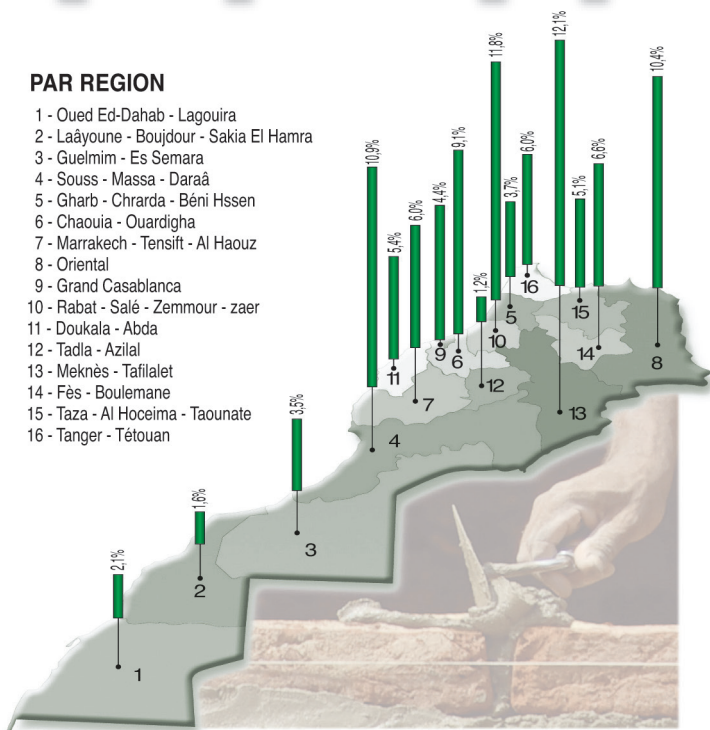 PAR REGION
1 - Oued Ed-Dahab - Lagouira
2 - Laâyoune - Boujdour - Sakia El Hamra
3 - Guelmim - Es Semara
4 - Souss - Massa - Daraâ
5 - Gharb - Chrarda - Béni Hssen
6 - Chaouia - Ouardigha
7 - Marrakech - Tensift - Al Haouz
8 - Oriental
9 - Grand Casablanca
10 - Rabat - Salé - Zemmour - zaer
11 - Doukala - Abda
12 - Tadla - Azilal
13 - Meknès - Tafilalet
14 - Fès - Boulemane
15 - Taza - Al Hoceima - Taounate
16 - Tanger - Tétouan
2,1%
1,6%
3,5%
10,9%
5,4%
6,0%
4,4%
9,1%
1,2%
11,8%
3,7%
6,0%
12,1%
5,1%
6,6%
10,4%
16
15
5
10
14
8
9
6
11
12
7
13
4
3
2
1